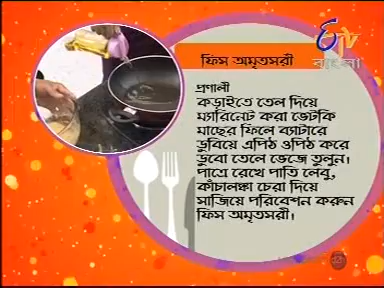 ফিস অমৃতসরী
etv
বাংলা
প্রণালী
কড়াইতে তেল দিয়ে
ম্যারিনেট করা ভেটকি
মাছের ফিলে ব্যাটারে
ডুবিয়ে এপিঠ ওপিঠ করে
ডুবো তেলে ভেজে তুলুন।
পাত্রে রেখে পাতি লেবু,
কাঁচালঙ্কা চেরা দিয়ে
সাজিয়ে পরিবেশন করুন
ফিস অমৃতসরী।